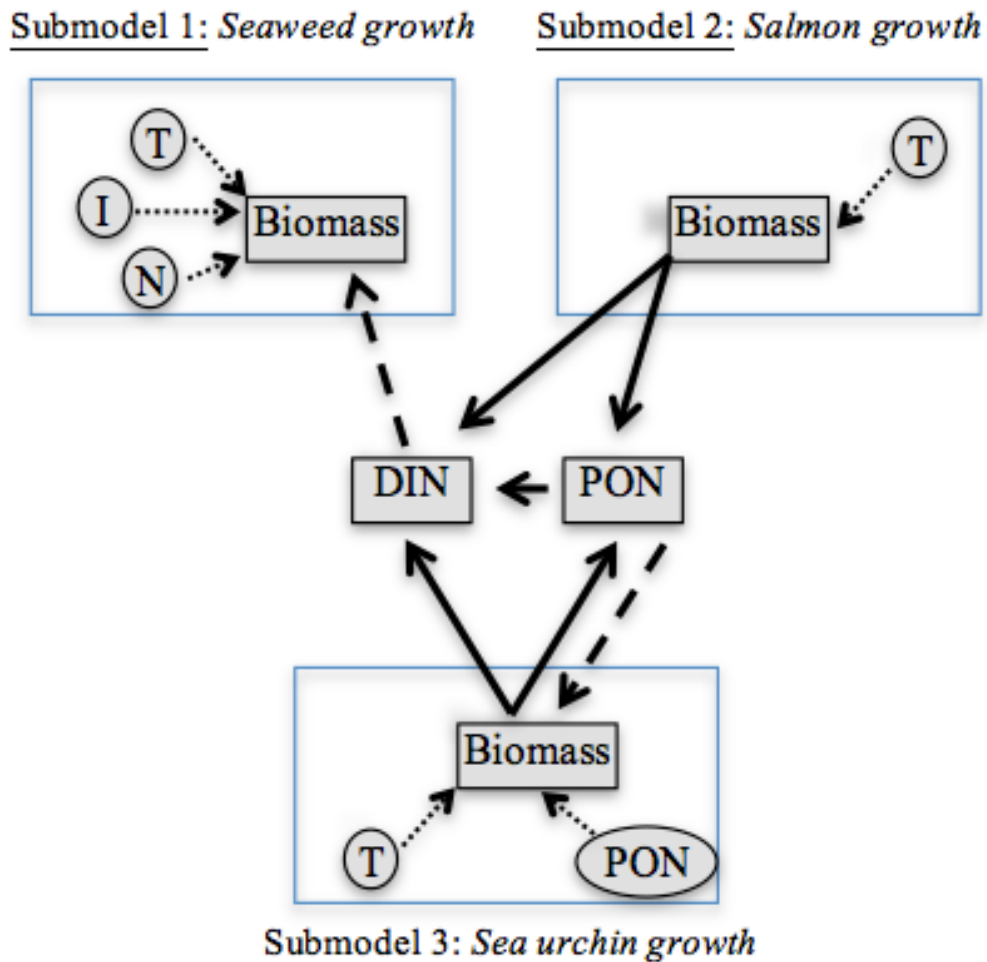 Submodel 1: Seaweed growth
Submodel 2: Salmon growth
T
T
I
Biomass
Biomass
N
DIN
PON
Biomass
T
PON
Submodel 3: Sea urchin growth